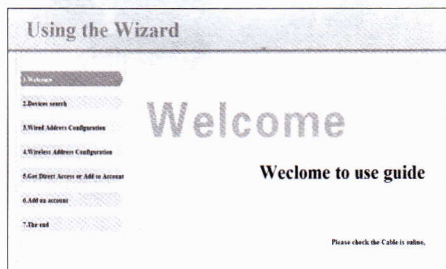 Using the Wizard
1.Welcome
2.Devices search
3.Wired Address Configuration
4.Wireless Address Configuration
5.Get Direct Access or Add to Account
6.Add an account
7.The end
Welcome
Weclome to use guide
Please check the Cable is online,